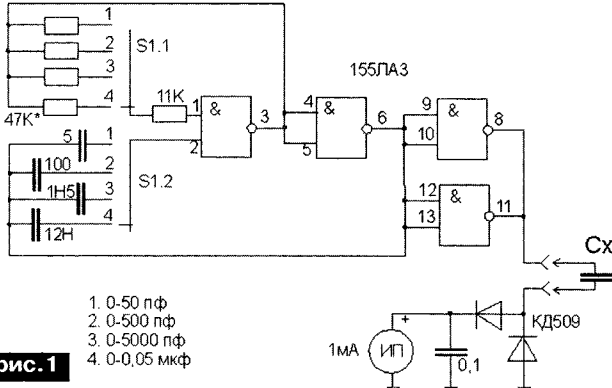 1
2
S1.1
3
155ЛА3
4
11К
1
&
3
4
&
6
9
&
8
47К*
2
5
10
5
1
100
2
S1.2
1Н5
3
12
&
11
4
13
12Н
Сх
1. 0-50 пф
2. 0-500 пф
3. 0-5000 пф
4. 0-0,05 мкф
+
КД509
1мА
ИП
0,1
рис.1